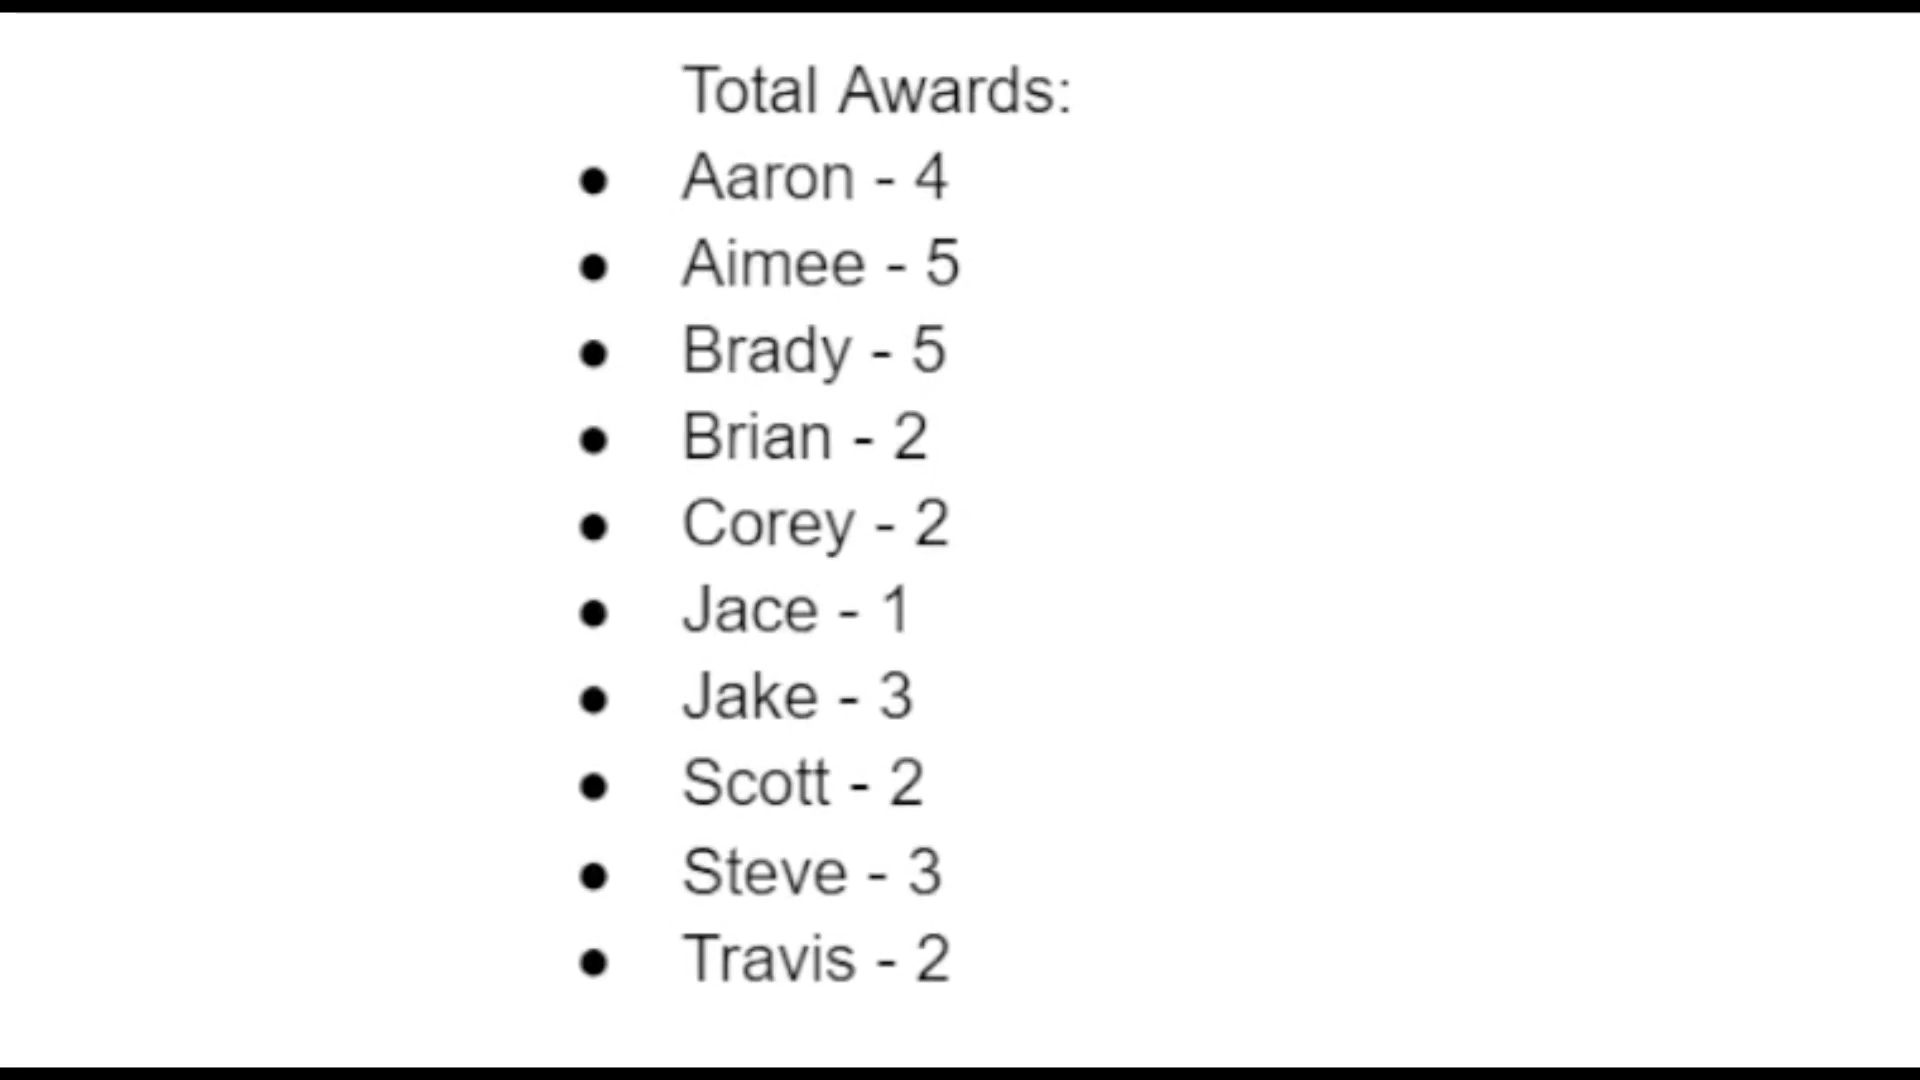 Total Awards:
● Aaron - 4
● Aimee - 5
● Brady - 5
● Brian - 2
● Corey - 2
● Jace - 1
● Jake - 3
● Scott - 2
● Steve - 3
● Travis - 2